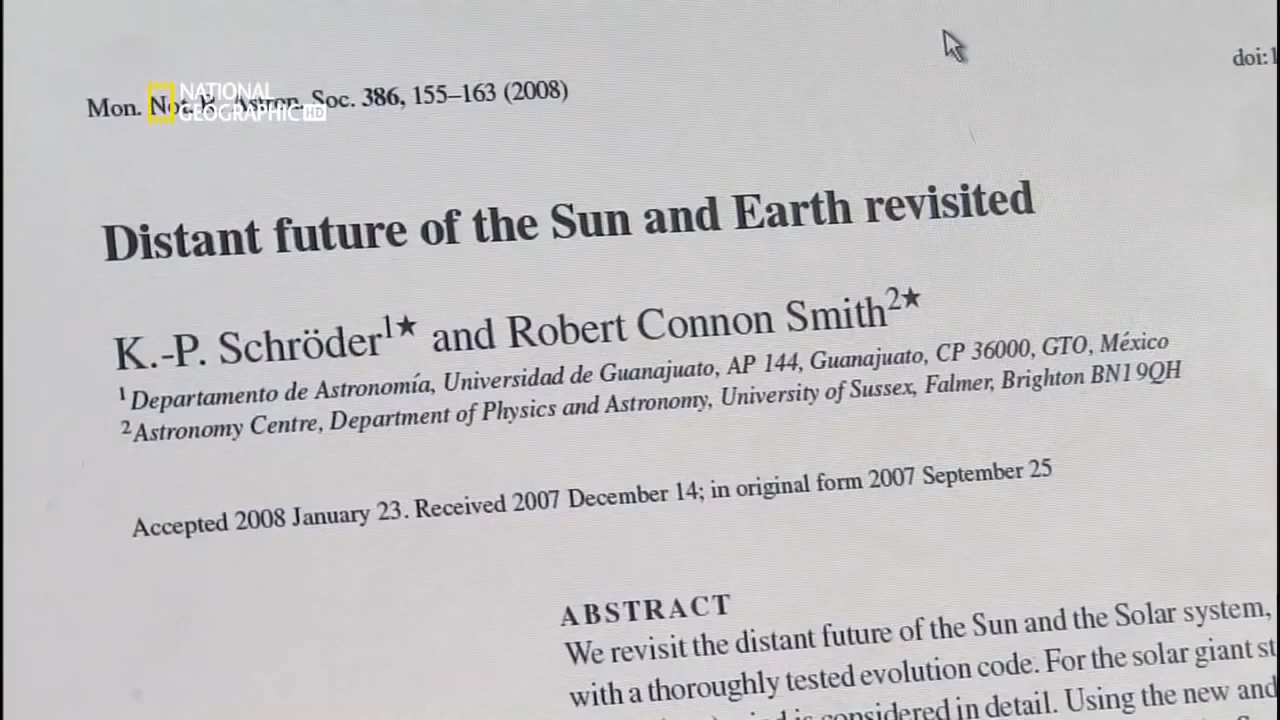 doi:1
Mon. Not. R. Astron. Soc. 386, 155–163 (2008)
NATIONAL
GEOGRAPHIC HD
Distant future of the Sun and Earth revisited
K.-P. Schröder1★ and Robert Connon Smith2★
1Departamento de Astronomía, Universidad de Guanajuato, AP 144, Guanajuato, CP 36000, GTO, México
2Astronomy Centre, Department of Physics and Astronomy, University of Sussex, Falmer, Brighton BN1 9QH
Accepted 2008 January 23. Received 2007 December 14; in original form 2007 September 25
ABSTRACT
We revisit the distant future of the Sun and the Solar system,
with a thoroughly tested evolution code. For the solar giant st
is considered in detail. Using the new and